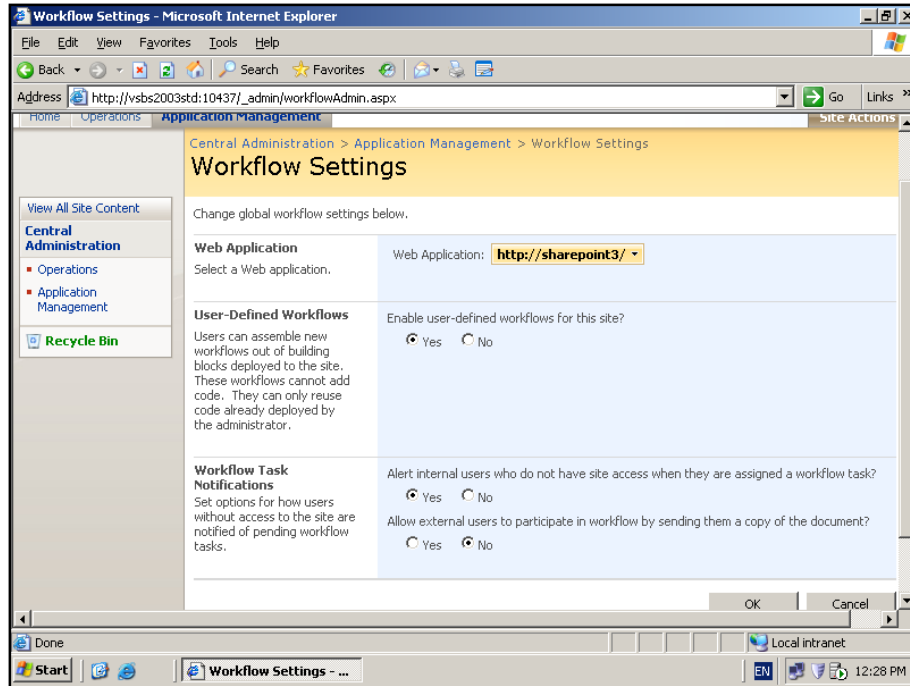 Workflow Settings - Microsoft Internet Explorer
File Edit View Favorites Tools Help
Back Search Favorites
Address http://vsbs2003std:10437/_admin/workflowAdmin.aspx Go Links »
Home Operations Application Management Site Actions
Central Administration > Application Management > Workflow Settings
Workflow Settings
View All Site Content
Central
Administration
Operations
Application
Management
Recycle Bin
Change global workflow settings below.
Web Application
Select a Web application.
Web Application: http://sharepoint3/
User-Defined Workflows
Users can assemble new
workflows out of building
blocks deployed to the site.
These workflows cannot add
code. They can only reuse
code already deployed by
the administrator.
Enable user-defined workflows for this site?
Yes No
Workflow Task
Notifications
Set options for how users
without access to the site are
notified of pending workflow
tasks.
Alert internal users who do not have site access when they are assigned a workflow task?
Yes No
Allow external users to participate in workflow by sending them a copy of the document?
Yes No
OK Cancel
Done Local intranet
Start Workflow Settings - ... EN 12:28 PM